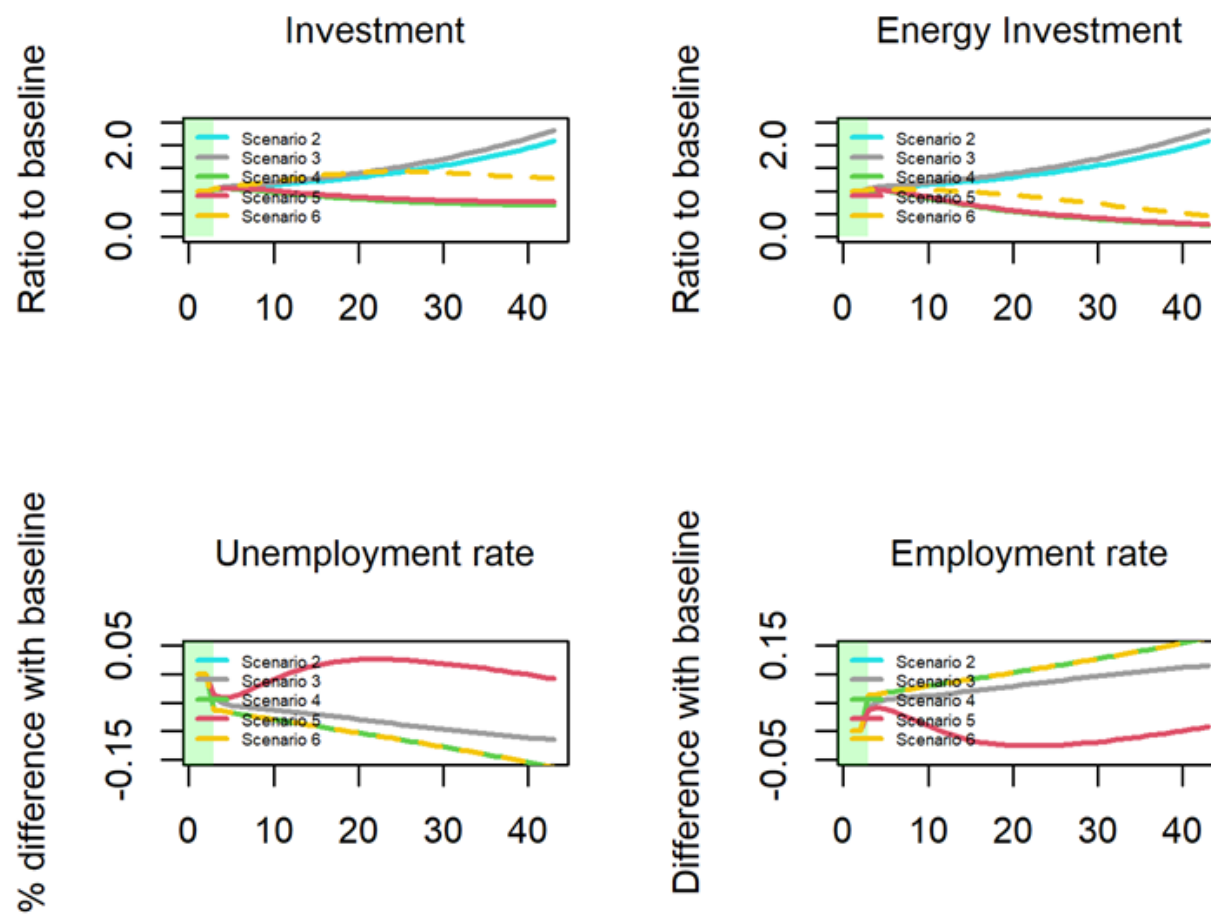 Investment
Ratio to baseline
2.0
0.0
Scenario 2
Scenario 3
Scenario 4
Scenario 5
Scenario 6
0 10 20 30 40
Energy Investment
Ratio to baseline
2.0
0.0
Scenario 2
Scenario 3
Scenario 4
Scenario 5
Scenario 6
0 10 20 30 40
Unemployment rate
% difference with baseline
0.05
-0.15
Scenario 2
Scenario 3
Scenario 4
Scenario 5
Scenario 6
0 10 20 30 40
Employment rate
Difference with baseline
0.15
-0.05
Scenario 2
Scenario 3
Scenario 4
Scenario 5
Scenario 6
0 10 20 30 40